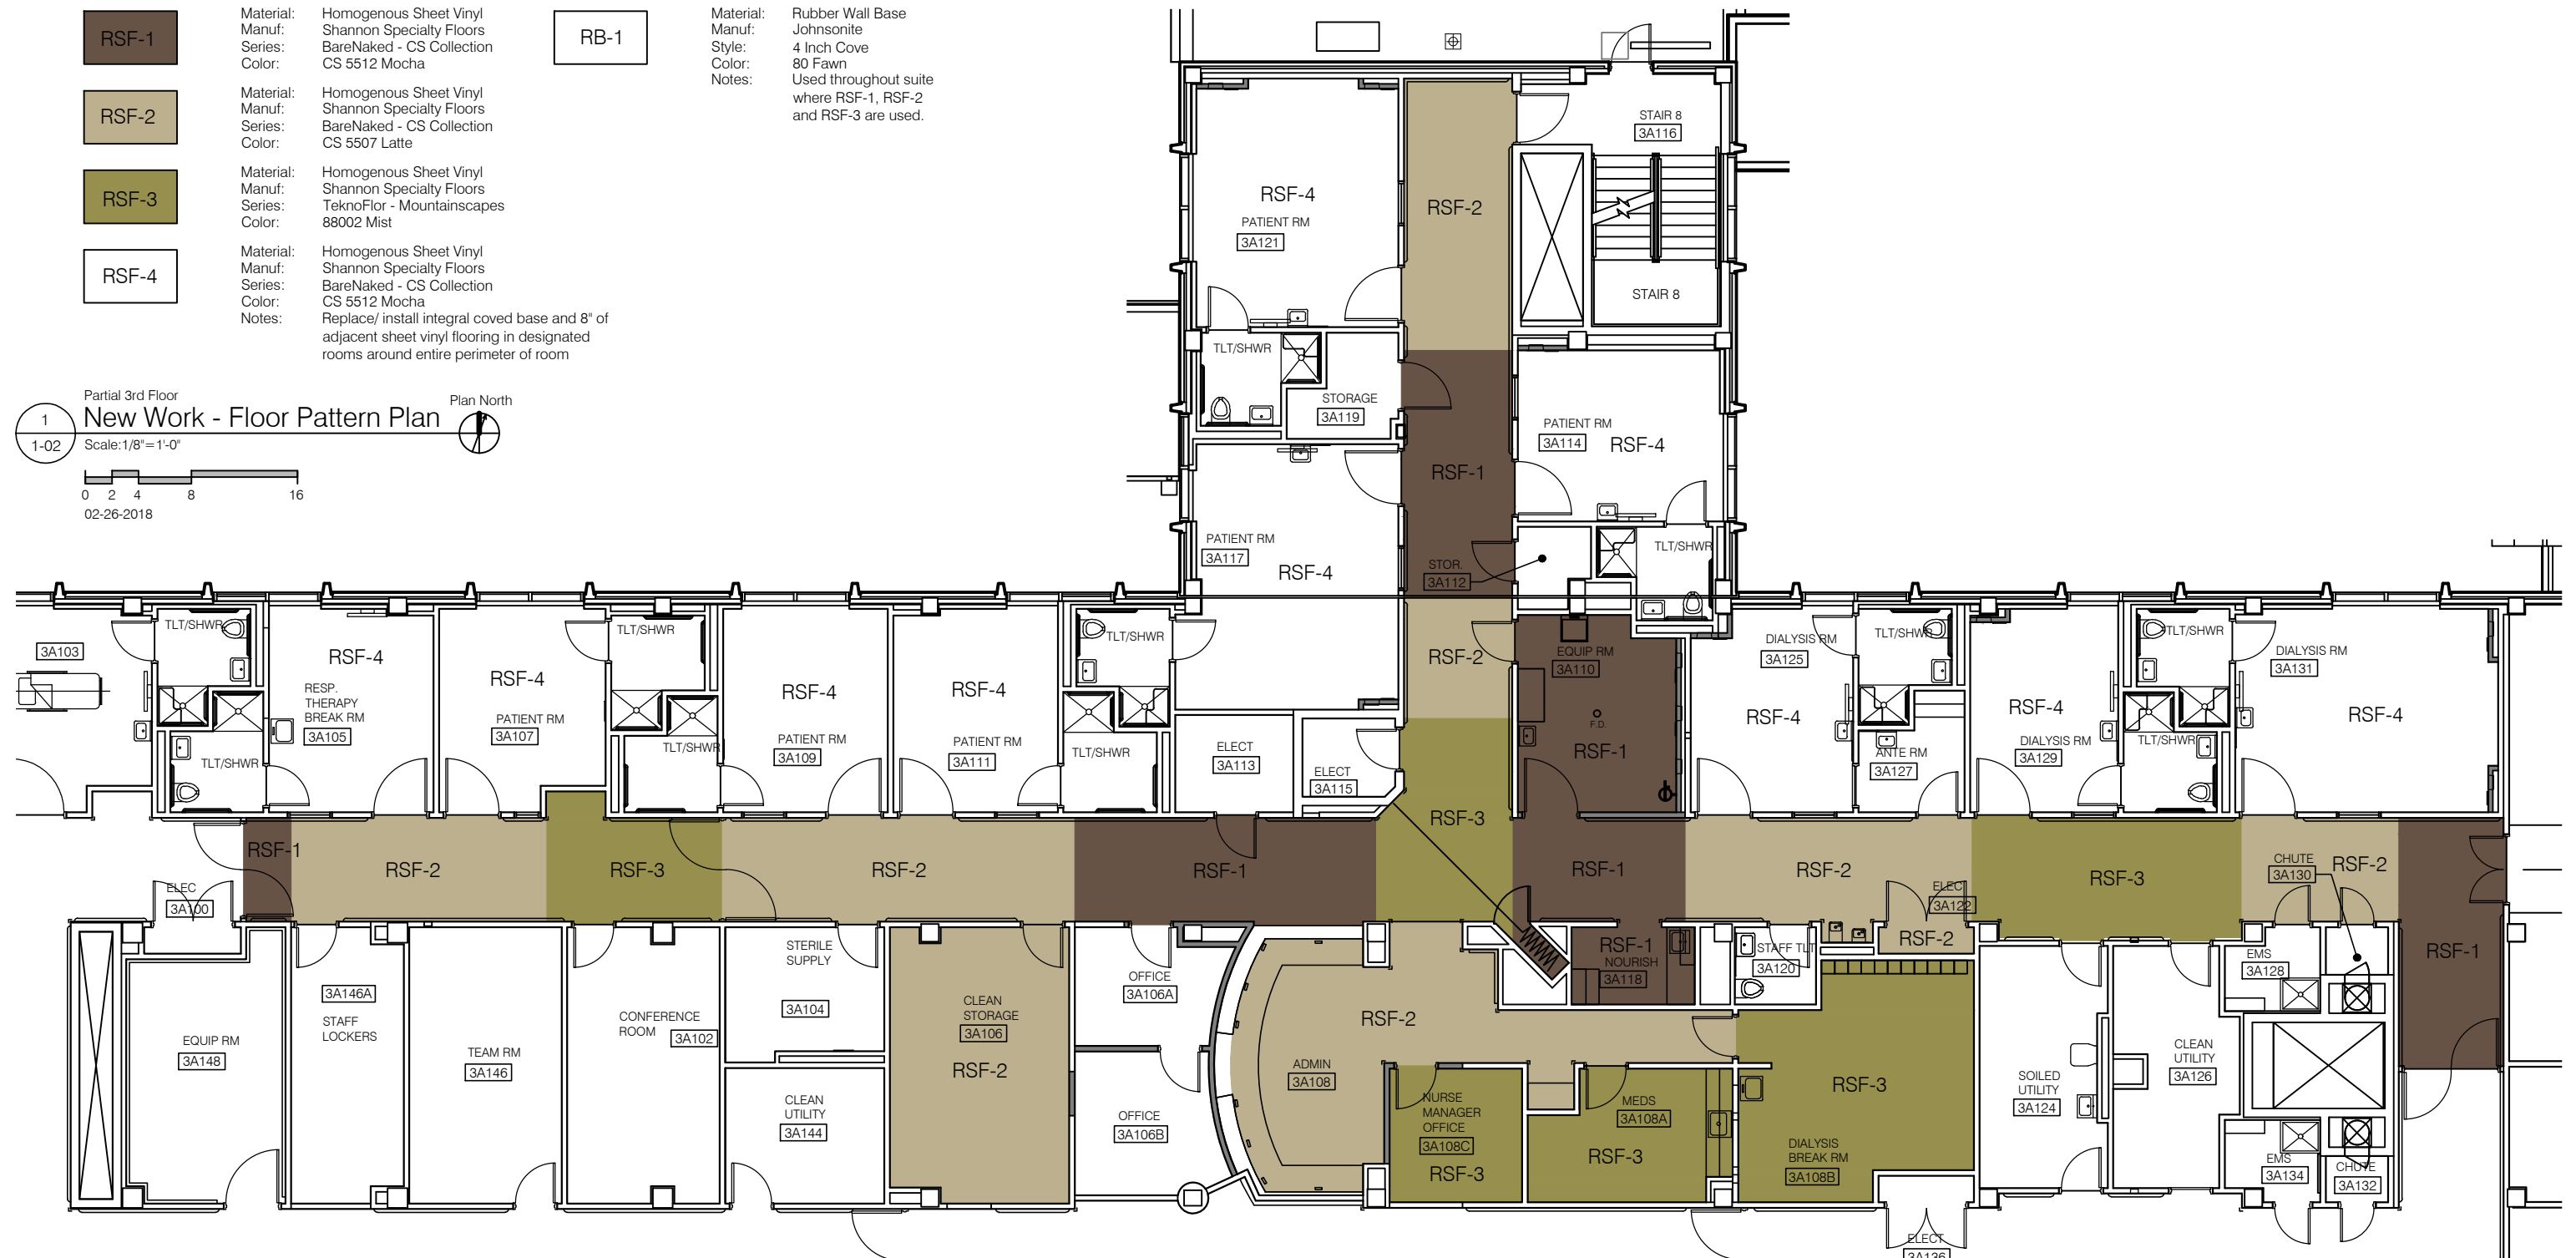 RSF-1
Material: Homogenous Sheet Vinyl
Manuf: Shannon Specialty Floors
Series: BareNaked - CS Collection
Color: CS 5512 Mocha
RSF-2
Material: Homogenous Sheet Vinyl
Manuf: Shannon Specialty Floors
Series: BareNaked - CS Collection
Color: CS 5507 Latte
RSF-3
Material: Homogenous Sheet Vinyl
Manuf: Shannon Specialty Floors
Series: TeknoFlor - Mountainscapes
Color: 88002 Mist
RSF-4
Material: Homogenous Sheet Vinyl
Manuf: Shannon Specialty Floors
Series: BareNaked - CS Collection
Color: CS 5512 Mocha
Notes: Replace/ install integral coved base and 8" of
adjacent sheet vinyl flooring in designated
rooms around entire perimeter of room
RB-1
Material: Rubber Wall Base
Manuf: Johnsonite
Style: 4 Inch Cove
Color: 80 Fawn
Notes: Used throughout suite
where RSF-1, RSF-2
and RSF-3 are used.
1
1-02
Partial 3rd Floor
New Work - Floor Pattern Plan
Scale:1/8"=1'-0"
Plan North
0 2 4 8 16
02-26-2018
RSF-4
PATIENT RM
3A121
RSF-2
STAIR 8
3A116
STAIR 8
TLT/SHWR
STORAGE
3A119
RSF-1
PATIENT RM
3A114
RSF-4
PATIENT RM
3A117
RSF-4
STOR.
3A112
TLT/SHWR
3A103
TLT/SHWR
TLT/SHWR
RSF-4
RESP.
THERAPY
BREAK RM
3A105
RSF-4
PATIENT RM
3A107
TLT/SHWR
TLT/SHWR
RSF-4
PATIENT RM
3A109
RSF-4
PATIENT RM
3A111
TLT/SHWR
TLT/SHWR
ELECT
3A113
ELECT
3A115
RSF-2
RSF-3
EQUIP RM
3A110
F.D.
RSF-1
DIALYSIS RM
3A125
RSF-4
TLT/SHWR
ANTE RM
3A127
RSF-4
DIALYSIS RM
3A129
TLT/SHWR
TLT/SHWR
DIALYSIS RM
3A131
RSF-4
RSF-1
RSF-2
RSF-3
RSF-2
RSF-1
RSF-1
RSF-2
RSF-3
CHUTE
3A130
RSF-2
RSF-1
ELEC
3A100
ELECT
3A122
RSF-2
EQUIP RM
3A148
3A146A
STAFF
LOCKERS
TEAM RM
3A146
CONFERENCE
ROOM
3A102
STERILE
SUPPLY
3A104
CLEAN
UTILITY
3A144
CLEAN
STORAGE
3A106
RSF-2
OFFICE
3A106A
OFFICE
3A106B
ADMIN
3A108
RSF-2
RSF-1
NOURISH
3A118
STAFF TLT
3A120
NURSE
MANAGER
OFFICE
3A108C
RSF-3
MEDS
3A108A
RSF-3
RSF-3
DIALYSIS
BREAK RM
3A108B
SOILED
UTILITY
3A124
CLEAN
UTILITY
3A126
EMS
3A128
EMS
3A134
CHUTE
3A132
ELECT
3A136